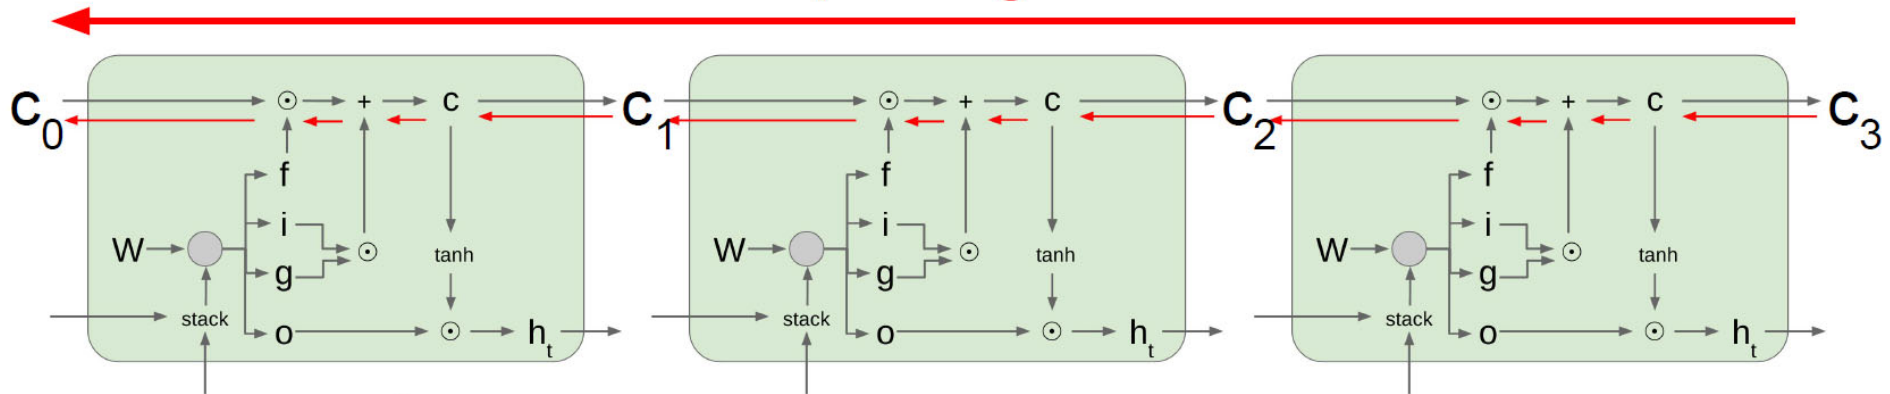 C0 C1 C2 C3
⊙ + c ⊙ + c ⊙ + c
f f f
i i i
W ⊙ tanh W ⊙ tanh W ⊙ tanh
g g g
stack stack stack
o ⊙ ht o ⊙ ht o ⊙ ht